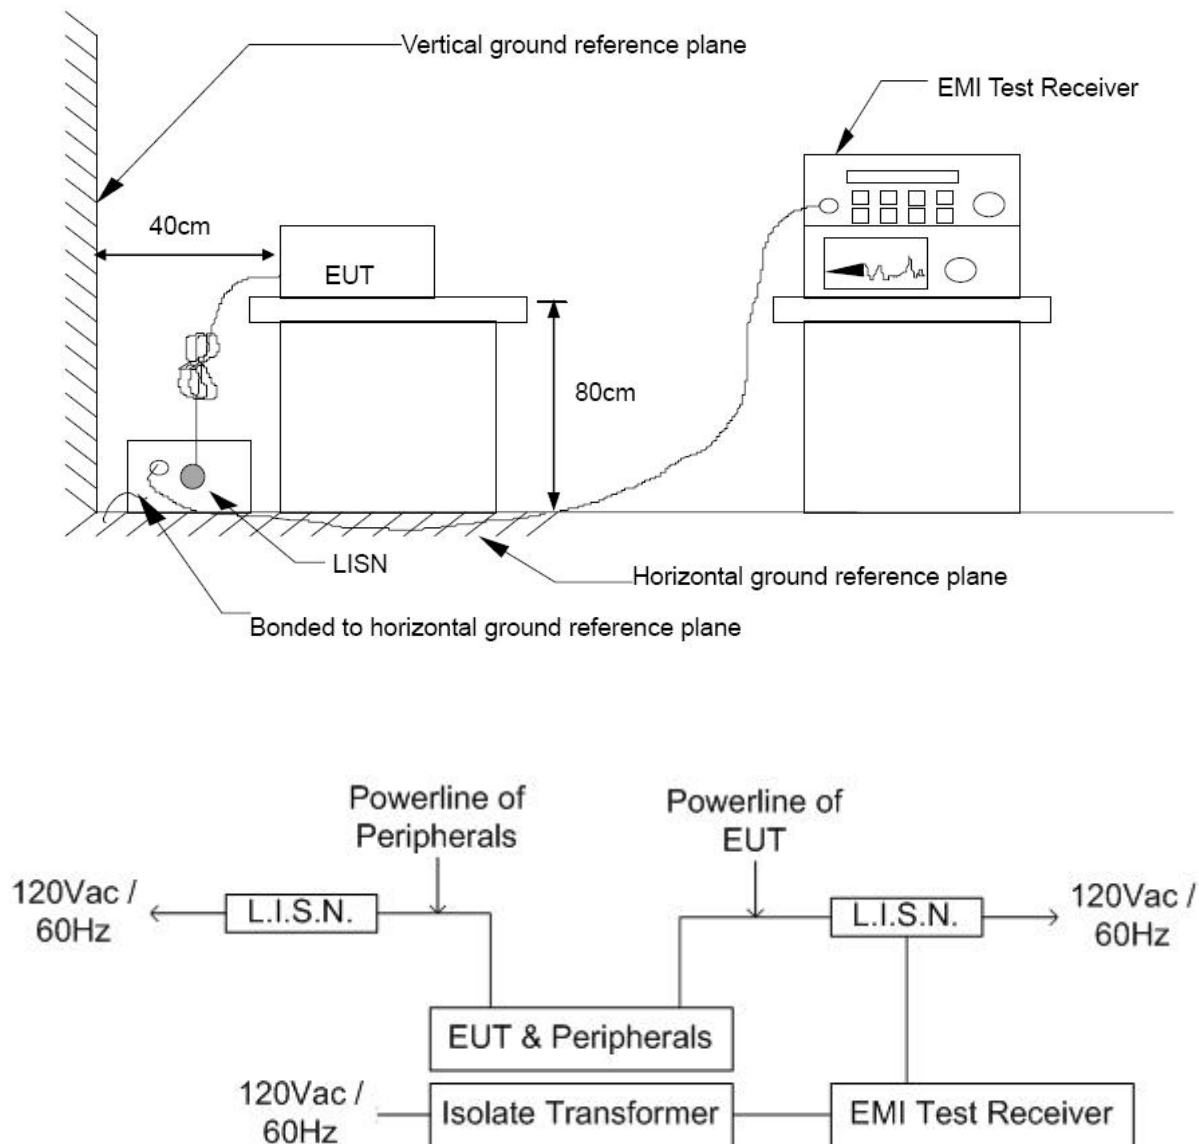 Vertical ground reference plane
EMI Test Receiver
40cm
EUT
80cm
LISN
Horizontal ground reference plane
Bonded to horizontal ground reference plane
Powerline of
Peripherals
Powerline of
EUT
120Vac /
60Hz
L.I.S.N.
L.I.S.N.
120Vac /
60Hz
EUT & Peripherals
120Vac /
60Hz
Isolate Transformer
EMI Test Receiver